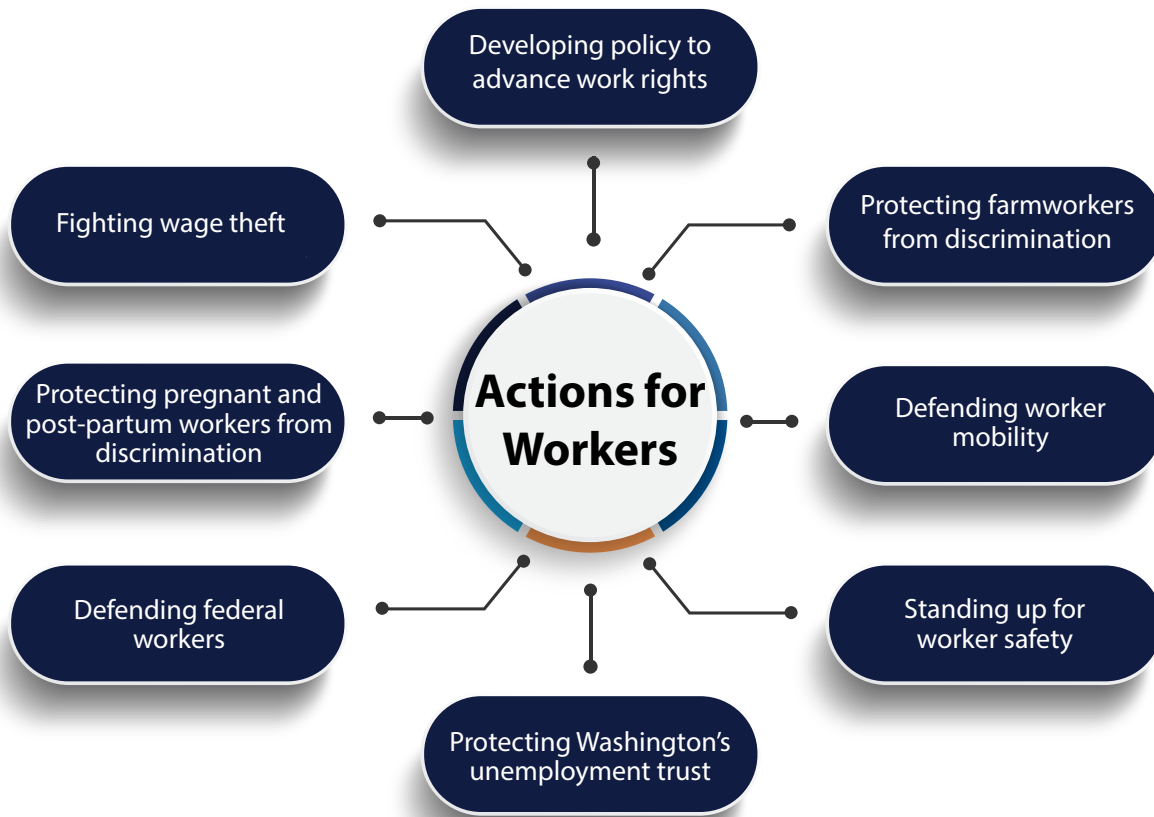 Developing policy to
advance work rights
Fighting wage theft
Protecting farmworkers
from discrimination
Actions for
Workers
Protecting pregnant and
post-partum workers from
discrimination
Defending worker
mobility
Defending federal
workers
Standing up for
worker safety
Protecting Washington’s
unemployment trust